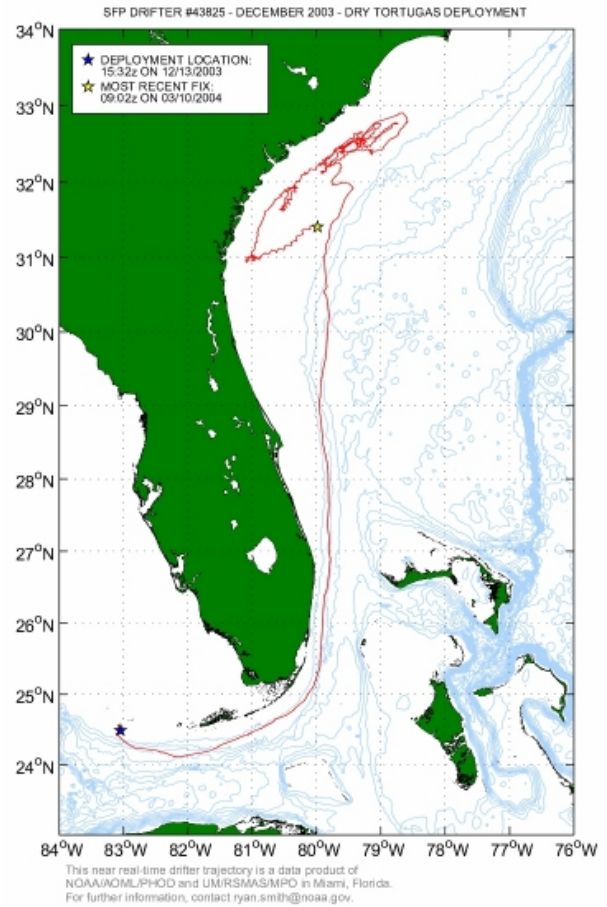 SFP DRIFTER #43825 - DECEMBER 2003 - DRY TORTUGAS DEPLOYMENT
DEPLOYMENT LOCATION:
15:32z ON 12/13/2003
MOST RECENT FIX:
09:02z ON 03/10/2004
34°N
33°N
32°N
31°N
30°N
29°N
28°N
27°N
26°N
25°N
24°N
84°W 83°W 82°W 81°W 80°W 79°W 78°W 77°W 76°W
This near real-time drifter trajectory is a data product of
NOAA/AOML/PHOD and UM/RSMAS/MPO in Miami, Florida.
For further information, contact ryan.smith@noaa.gov.